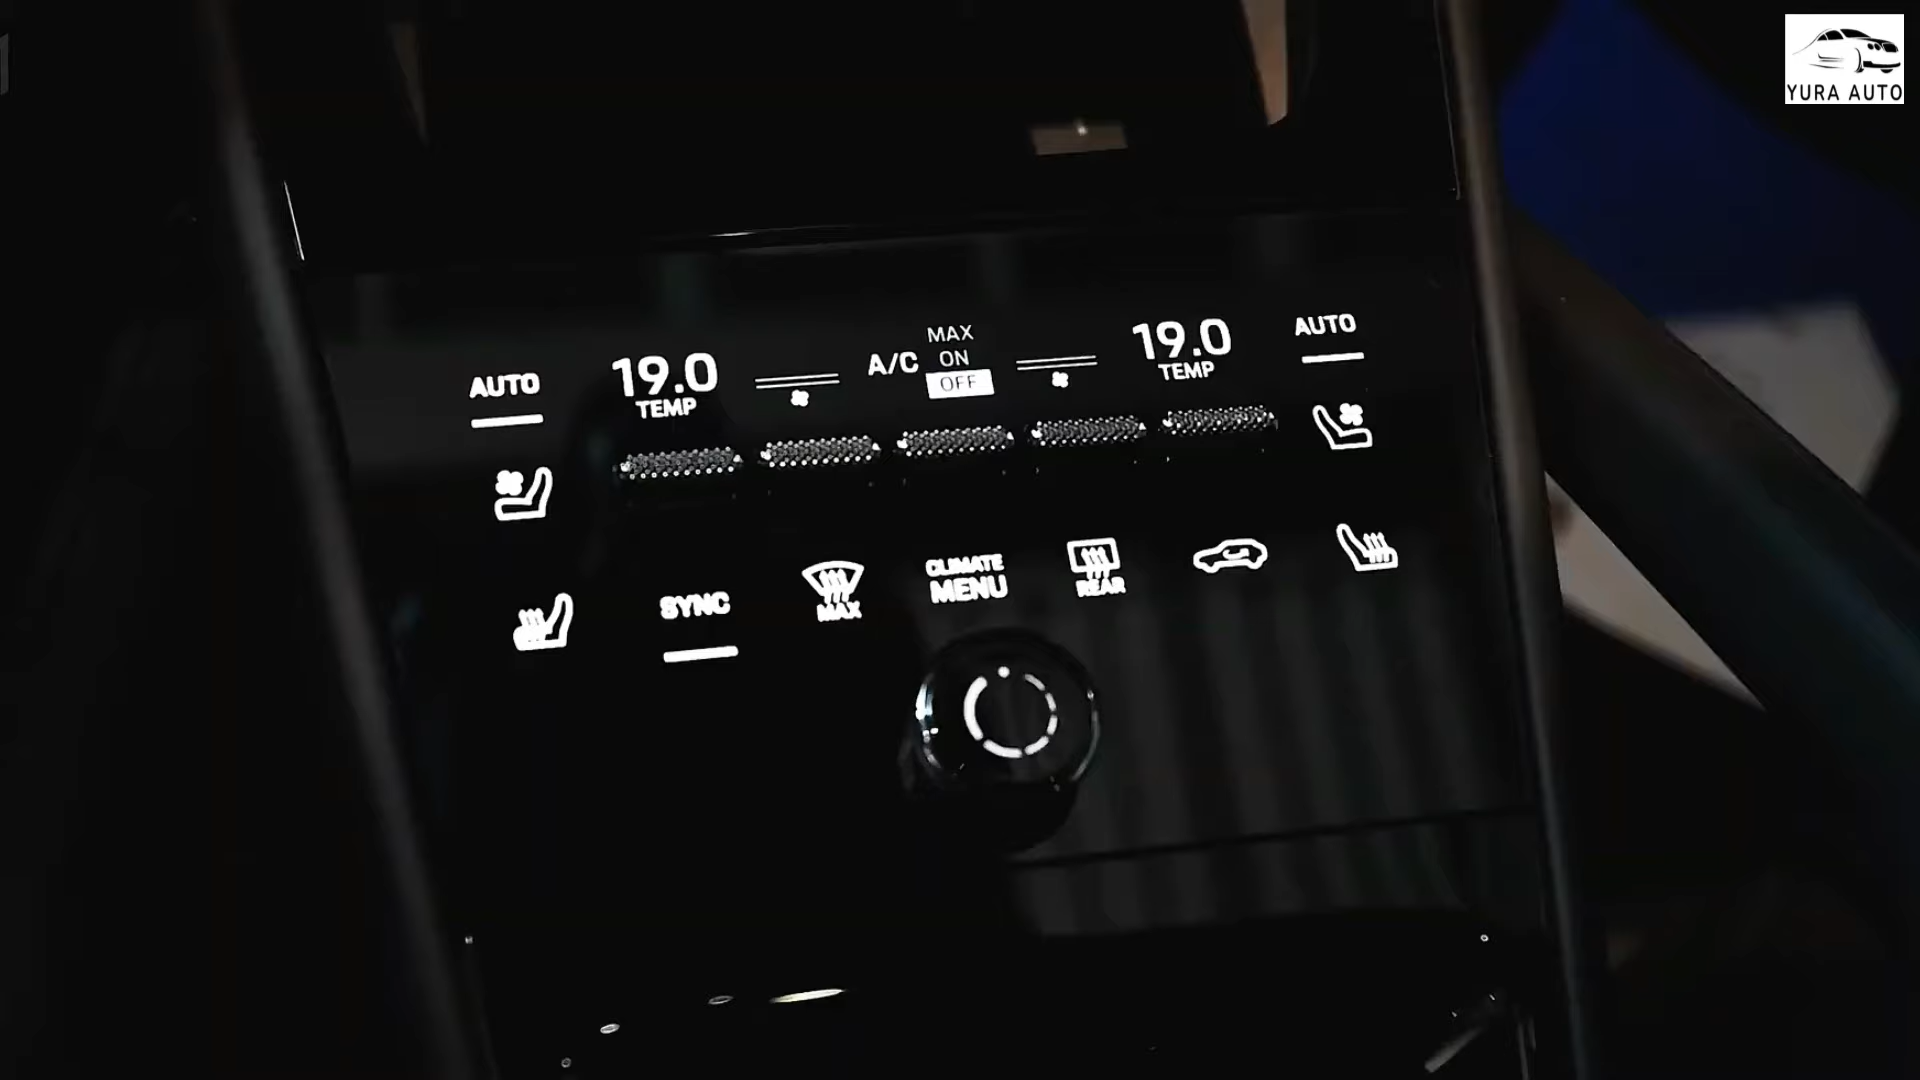 YURA AUTO
AUTO
19.0
TEMP
A/C
MAX
ON
OFF
19.0
TEMP
AUTO
SYNC
MAX
CLIMATE
MENU
REAR